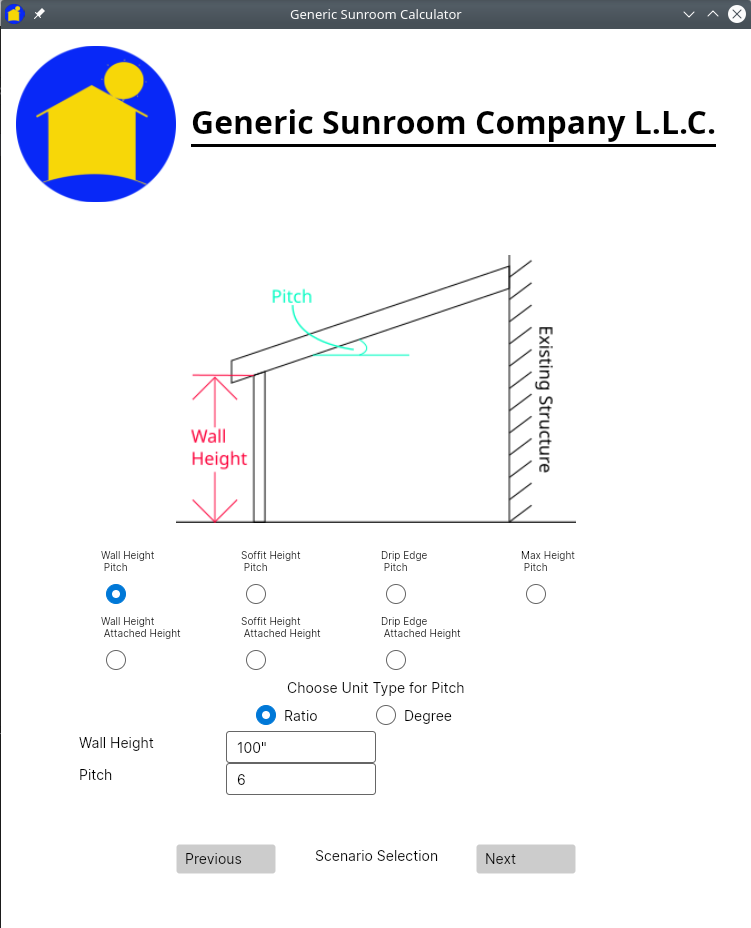 Generic Sunroom Calculator
Generic Sunroom Company L.L.C.
Pitch
Existing Structure
Wall
Height
Wall Height
Pitch
Soffit Height
Pitch
Drip Edge
Pitch
Max Height
Pitch
Wall Height
Attached Height
Soffit Height
Attached Height
Drip Edge
Attached Height
Choose Unit Type for Pitch
Ratio
Degree
Wall Height
100"
Pitch
6
Previous
Scenario Selection
Next